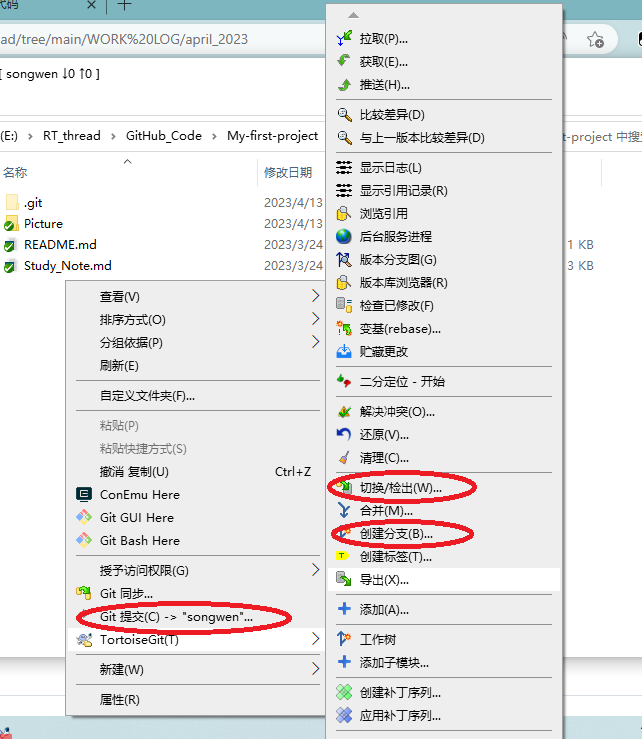 代码
ad/tree/main/WORK%20LOG/april_2023
[ songwen ↓0 ↑0 ]
(E:) > RT_thread > GitHub_Code > My-first-project
t-project 中搜
名称
修改日期
.git
2023/4/13
Picture
2023/4/13
README.md
2023/3/24
1 KB
Study_Note.md
2023/3/24
3 KB
查看(V)
排序方式(O)
分组依据(P)
刷新(E)
自定义文件夹(F)...
粘贴(P)
粘贴快捷方式(S)
撤消 复制(U) Ctrl+Z
ConEmu Here
Git GUI Here
Git Bash Here
授予访问权限(G)
Git 同步...
Git 提交(C) -> "songwen"...
TortoiseGit(T)
新建(W)
属性(R)
拉取(P)...
获取(E)...
推送(H)...
比较差异(D)
与上一版本比较差异(D)
显示日志(L)
显示引用记录(R)
浏览引用
后台服务进程
版本分支图(G)
版本库浏览器(R)
检查已修改(F)
变基(rebase)...
贮藏更改
二分定位 - 开始
解决冲突(O)...
还原(V)...
清理(C)...
切换/检出(W)...
合并(M)...
创建分支(B)...
创建标签(T)...
导出(X)...
添加(A)...
工作树
添加子模块...
创建补丁序列...
应用补丁序列...